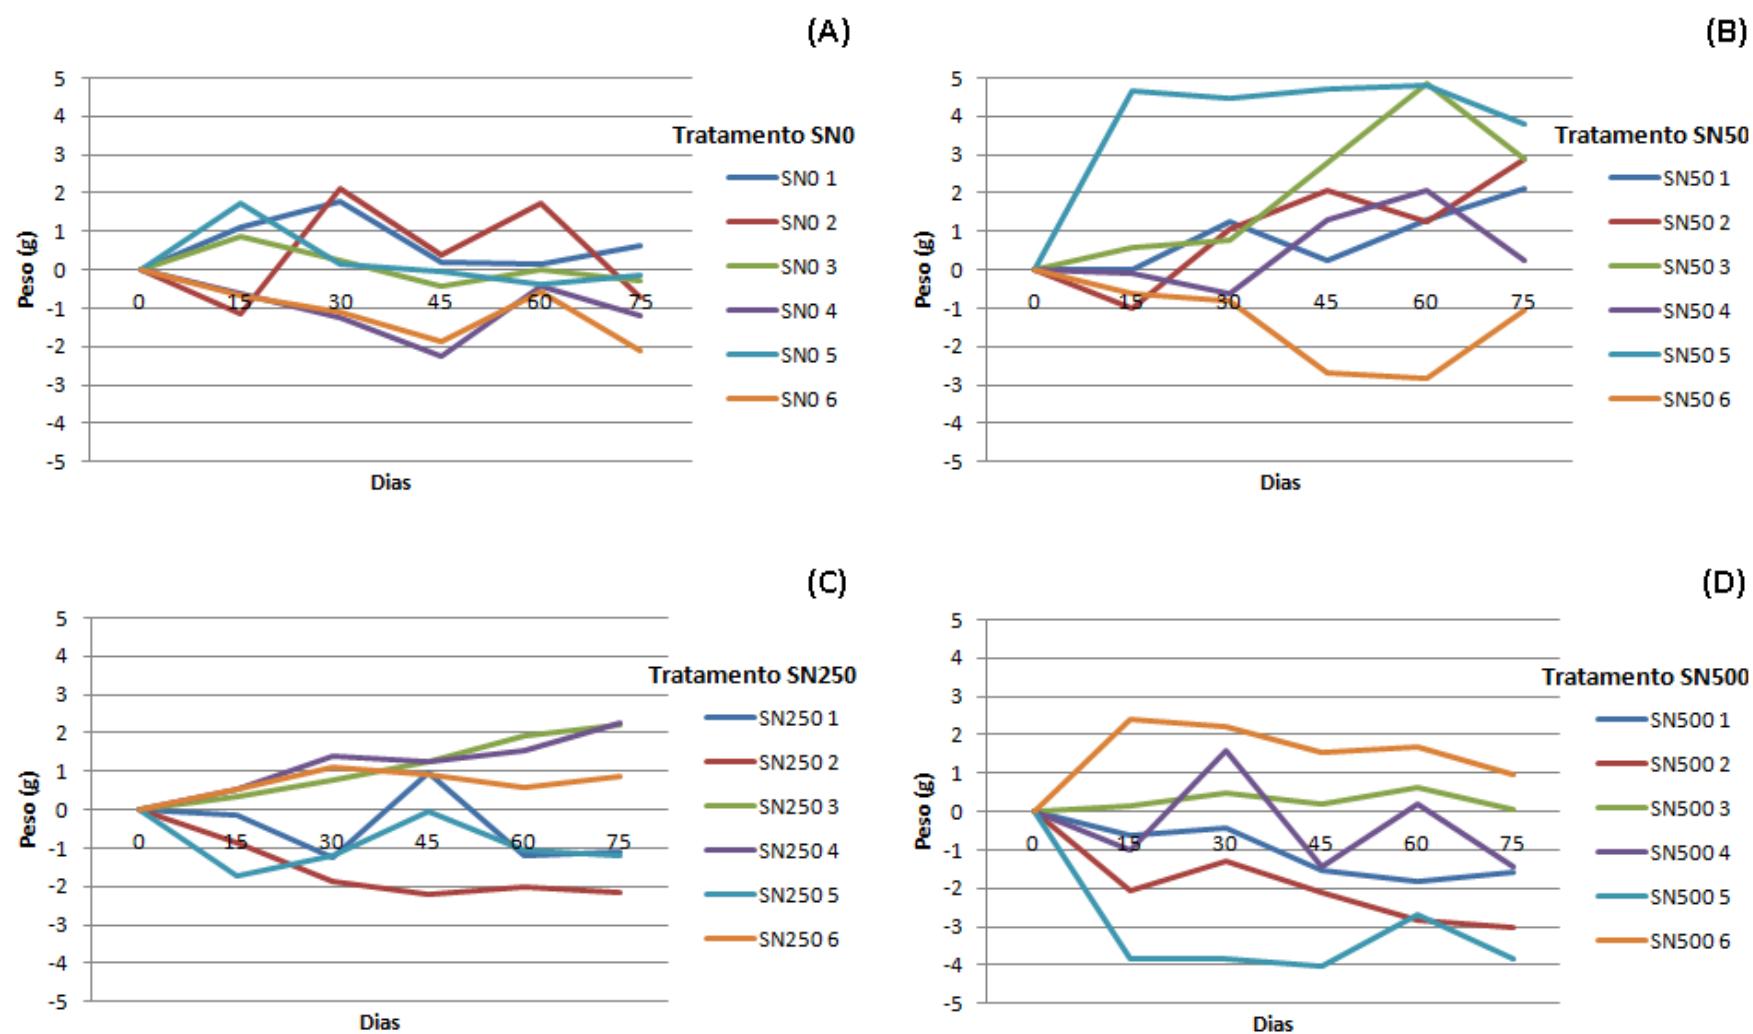 (A)
5
4
3
2
1
0
-1
-2
-3
-4
-5
Peso (g)
0 15 30 45 60 75
Dias
Tratamento SN0
SN0 1
SN0 2
SN0 3
SN0 4
SN0 5
SN0 6
(B)
5
4
3
2
1
0
-1
-2
-3
-4
-5
Peso (g)
0 15 30 45 60 75
Dias
Tratamento SN50
SN50 1
SN50 2
SN50 3
SN50 4
SN50 5
SN50 6
(C)
5
4
3
2
1
0
-1
-2
-3
-4
-5
Peso (g)
0 15 30 45 60 75
Dias
Tratamento SN250
SN250 1
SN250 2
SN250 3
SN250 4
SN250 5
SN250 6
(D)
5
4
3
2
1
0
-1
-2
-3
-4
-5
Peso (g)
0 15 30 45 60 75
Dias
Tratamento SN500
SN500 1
SN500 2
SN500 3
SN500 4
SN500 5
SN500 6